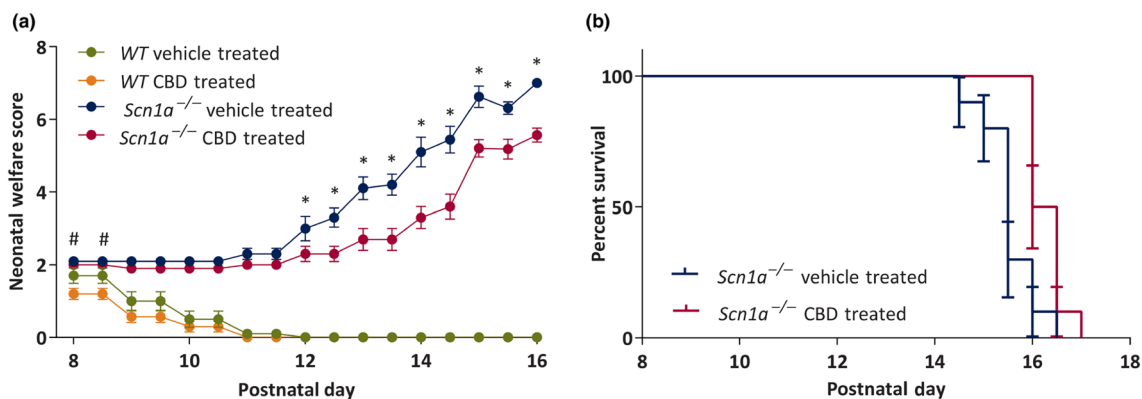 (a)
8
6
4
2
0
Neonatal welfare score
WT vehicle treated
WT CBD treated
Scn1a−/− vehicle treated
Scn1a−/− CBD treated
# #
* * * * * * * * *
8 10 12 14 16
Postnatal day
(b)
100
50
0
Percent survival
Scn1a−/− vehicle treated
Scn1a−/− CBD treated
8 10 12 14 16 18
Postnatal day